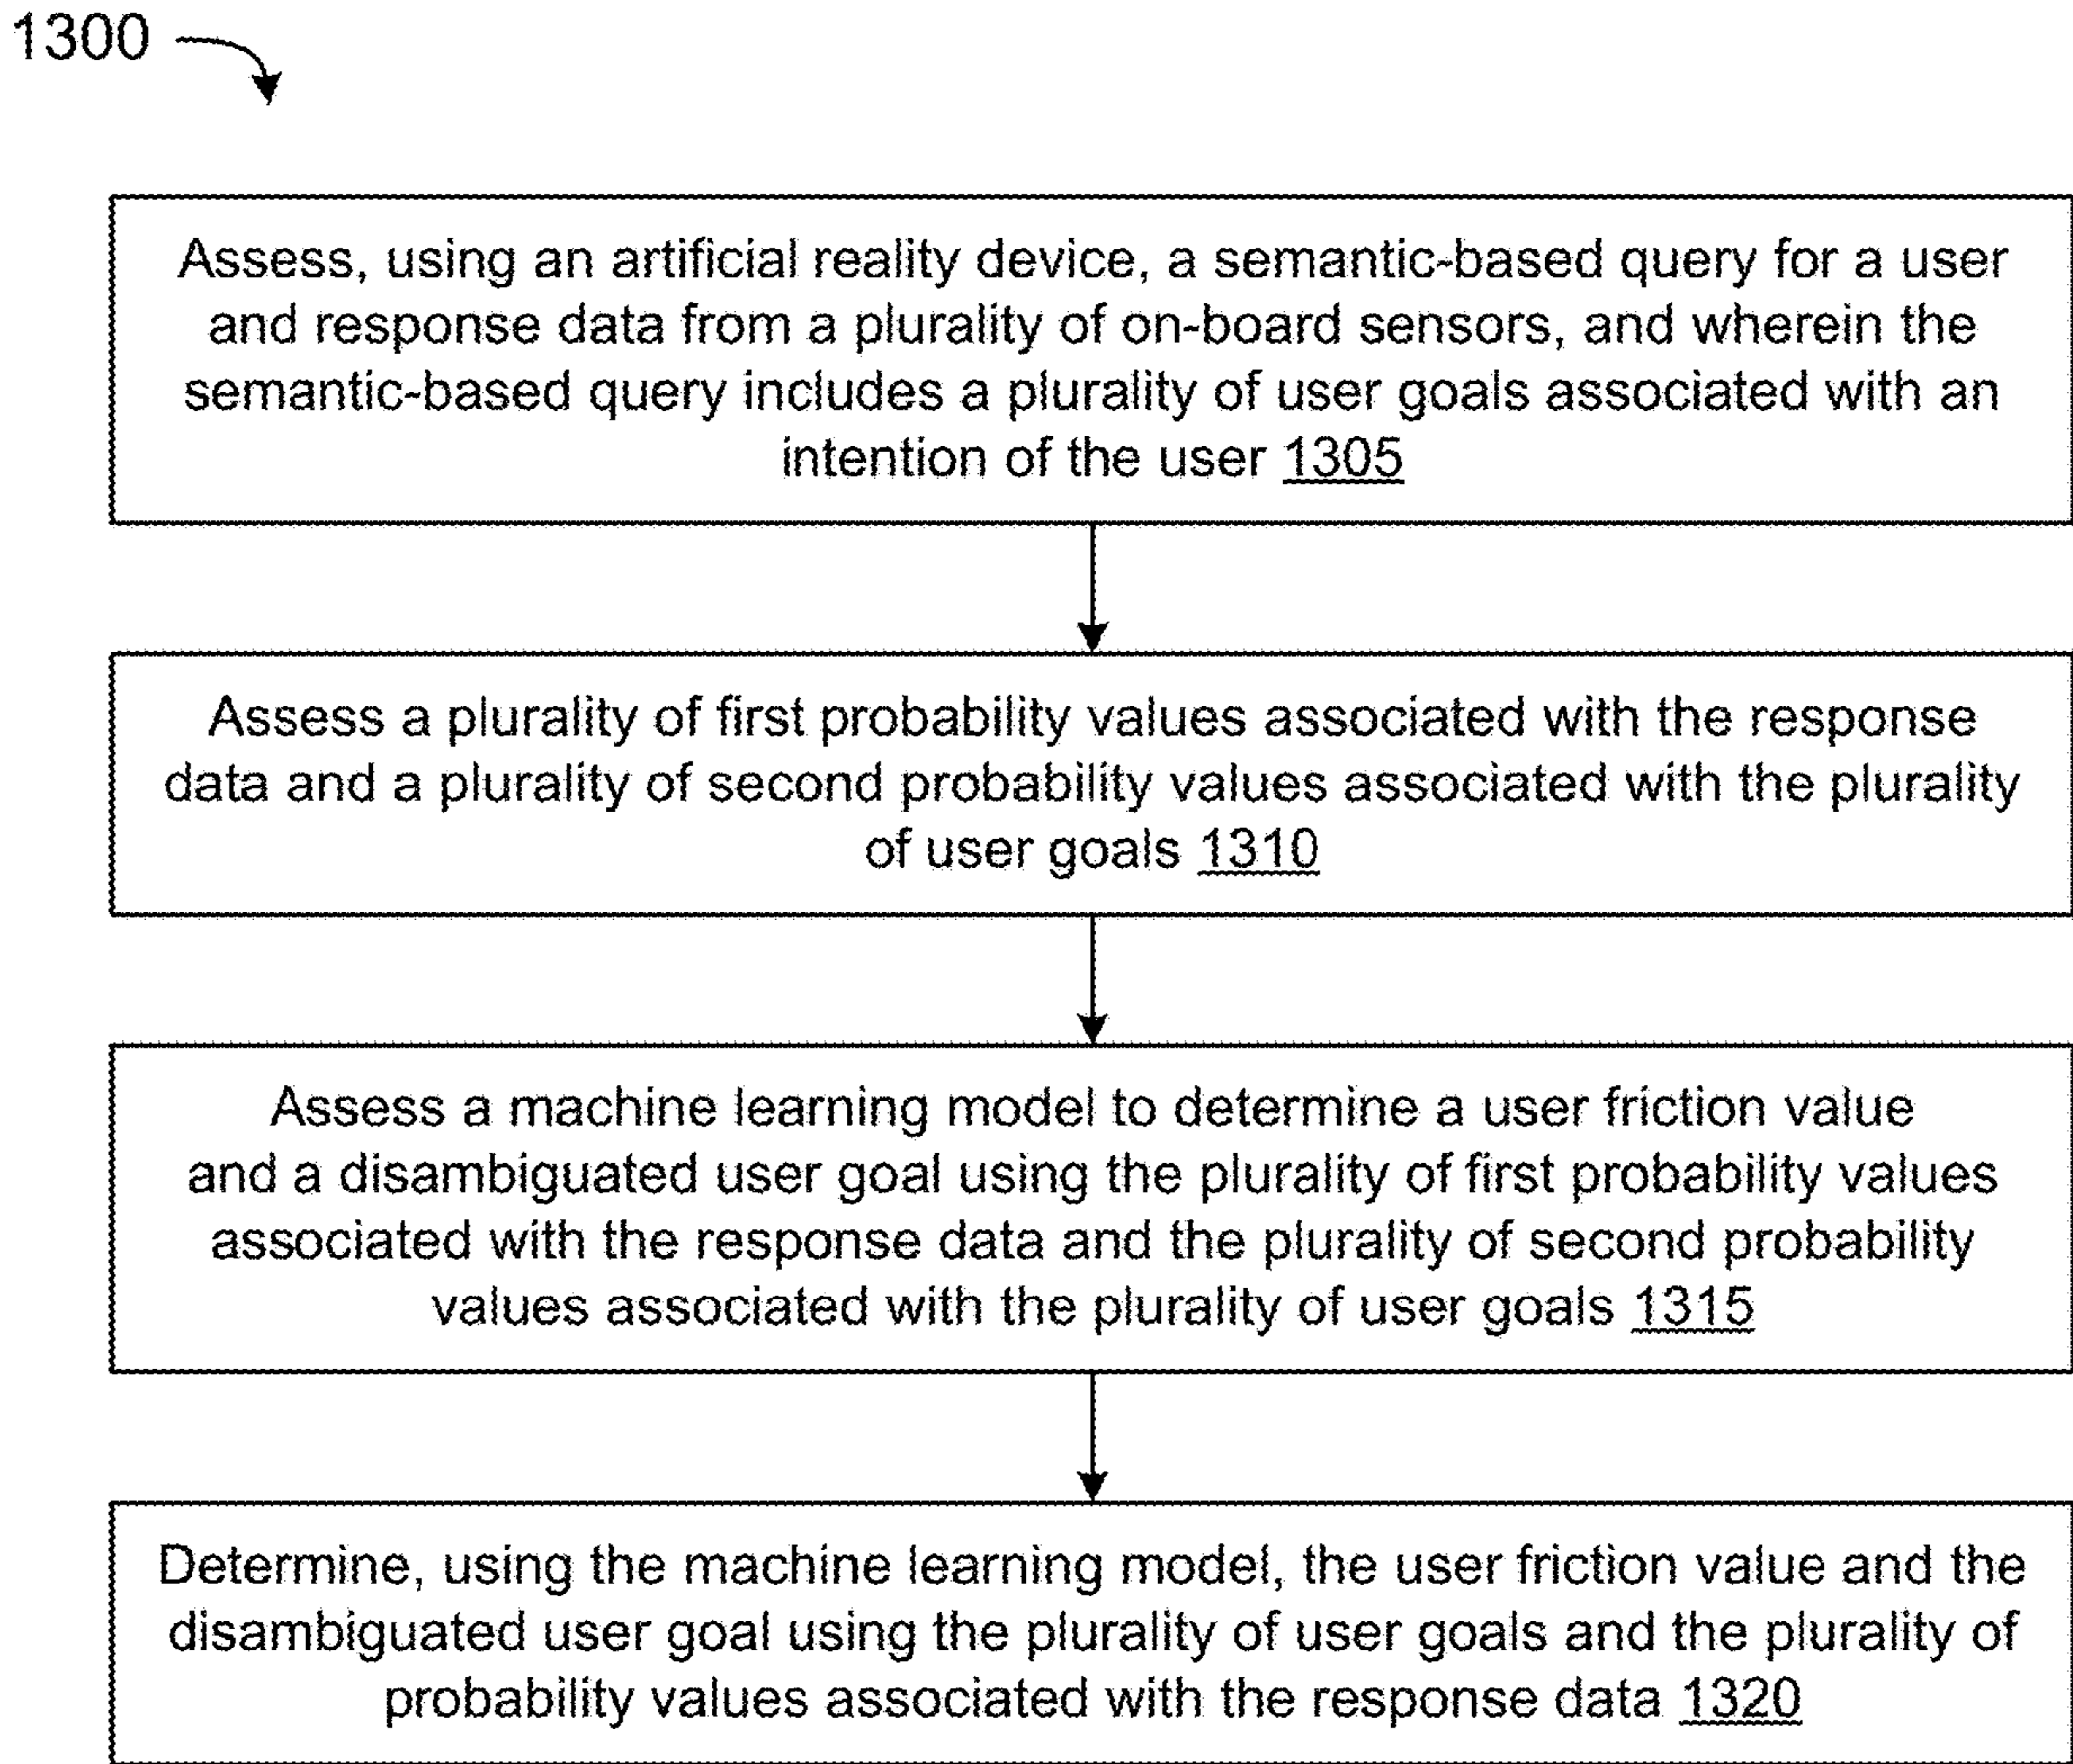 1300
Assess, using an artificial reality device, a semantic-based query for a user
and response data from a plurality of on-board sensors, and wherein the
semantic-based query includes a plurality of user goals associated with an
intention of the user 1305
Assess a plurality of first probability values associated with the response
data and a plurality of second probability values associated with the plurality
of user goals 1310
Assess a machine learning model to determine a user friction value
and a disambiguated user goal using the plurality of first probability values
associated with the response data and the plurality of second probability
values associated with the plurality of user goals 1315
Determine, using the machine learning model, the user friction value and the
disambiguated user goal using the plurality of user goals and the plurality of
probability values associated with the response data 1320